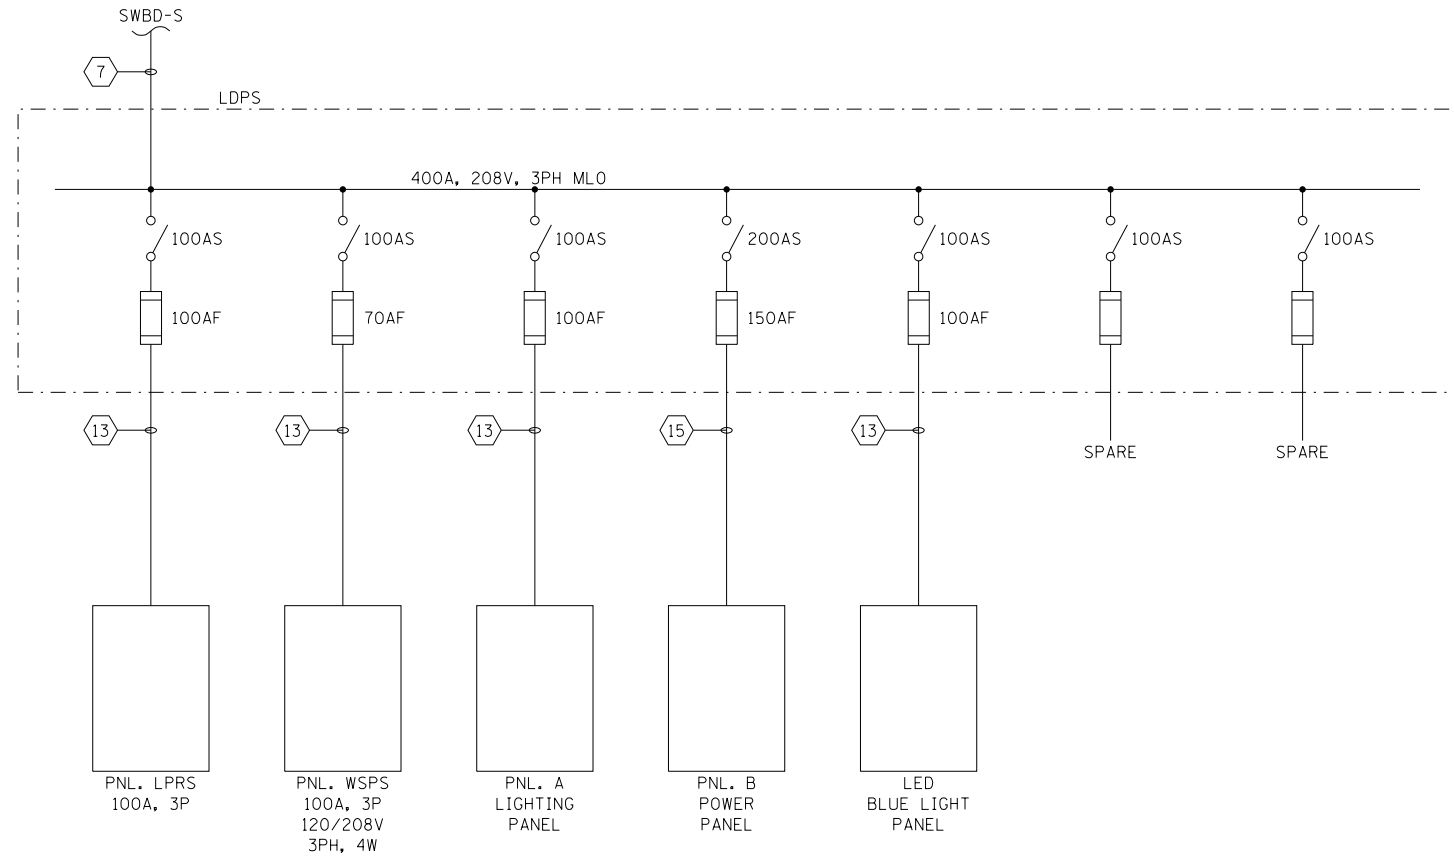 SWBD-S
7
LDPS
400A, 208V, 3PH MLO
100AS
100AS
100AS
200AS
100AS
100AS
100AS
100AF
70AF
100AF
150AF
100AF
13
13
13
15
13
SPARE
SPARE
PNL. LPRS
100A, 3P
PNL. WSPS
100A, 3P
120/208V
3PH, 4W
PNL. A
LIGHTING
PANEL
PNL. B
POWER
PANEL
LED
BLUE LIGHT
PANEL